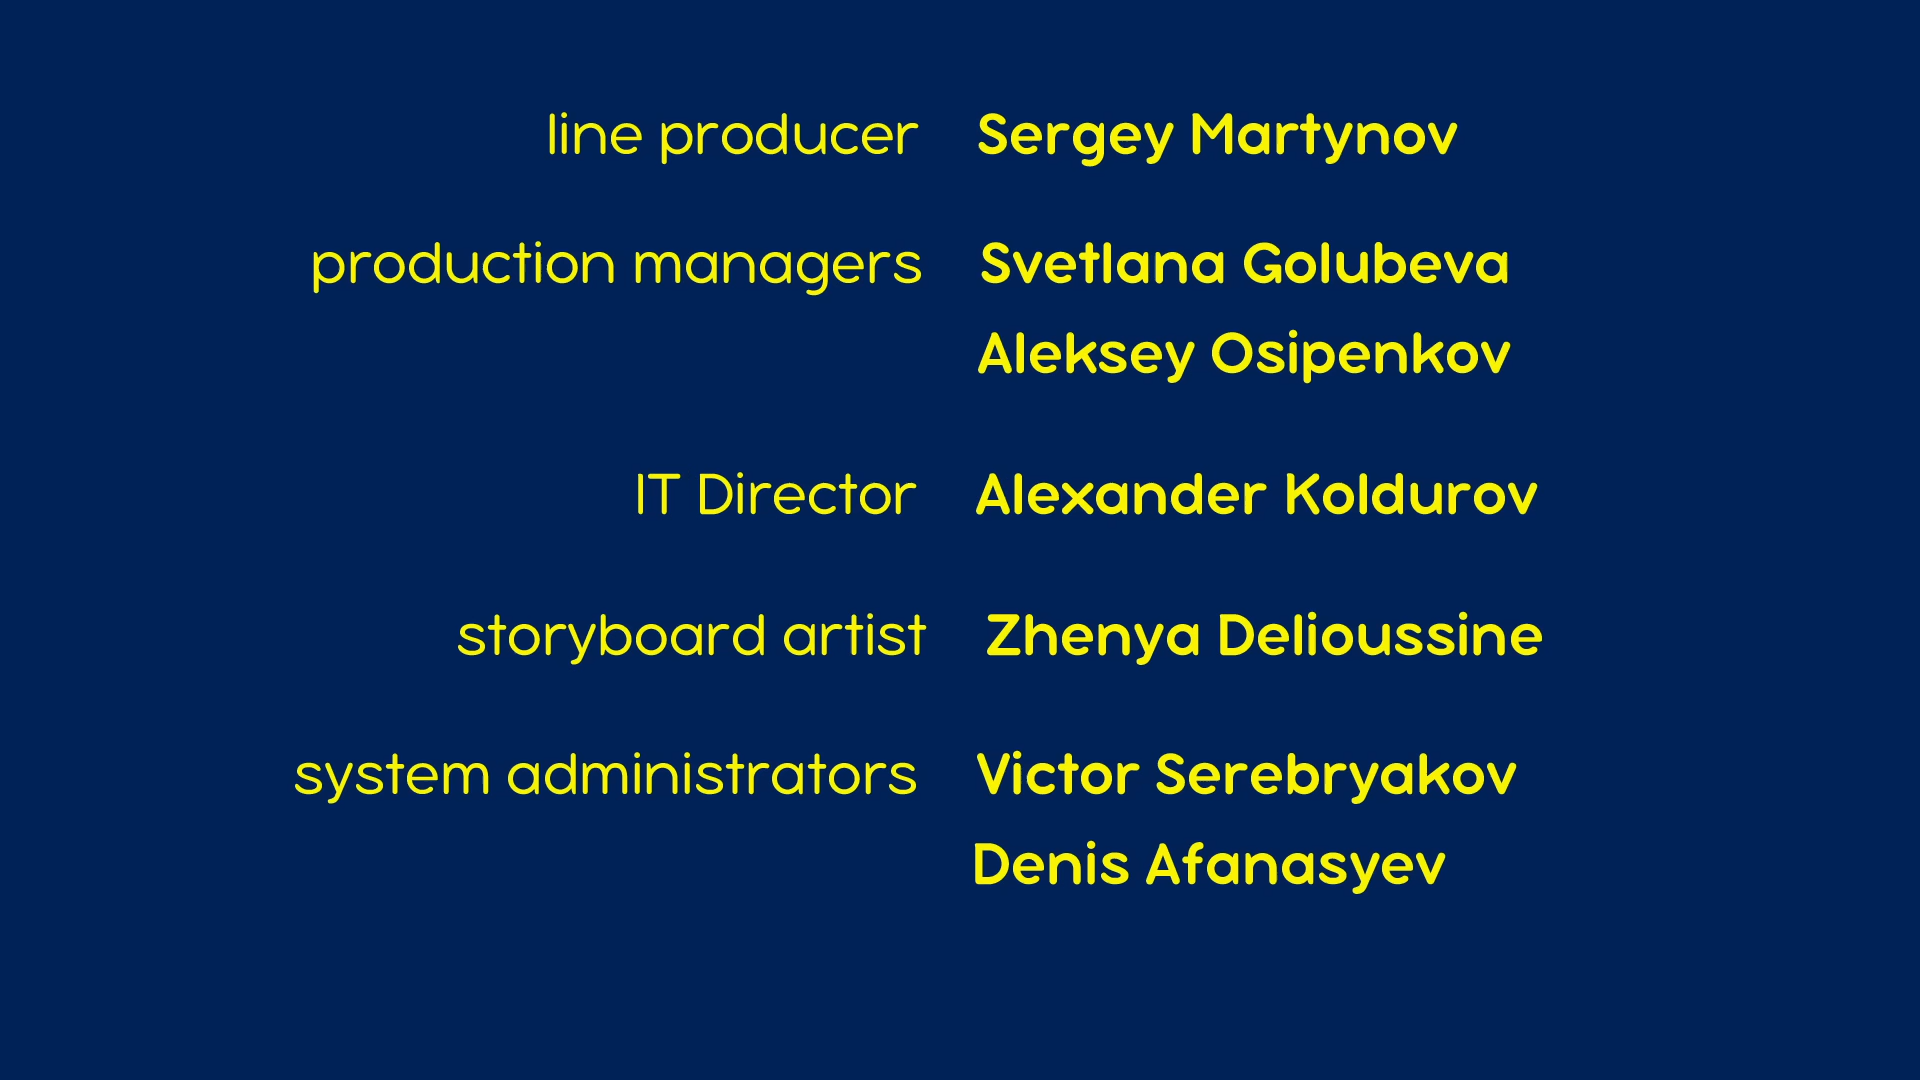 line producer Sergey Martynov
production managers Svetlana Golubeva
Aleksey Osipenkov
IT Director Alexander Koldurov
storyboard artist Zhenya Delioussine
system administrators Victor Serebryakov
Denis Afanasyev